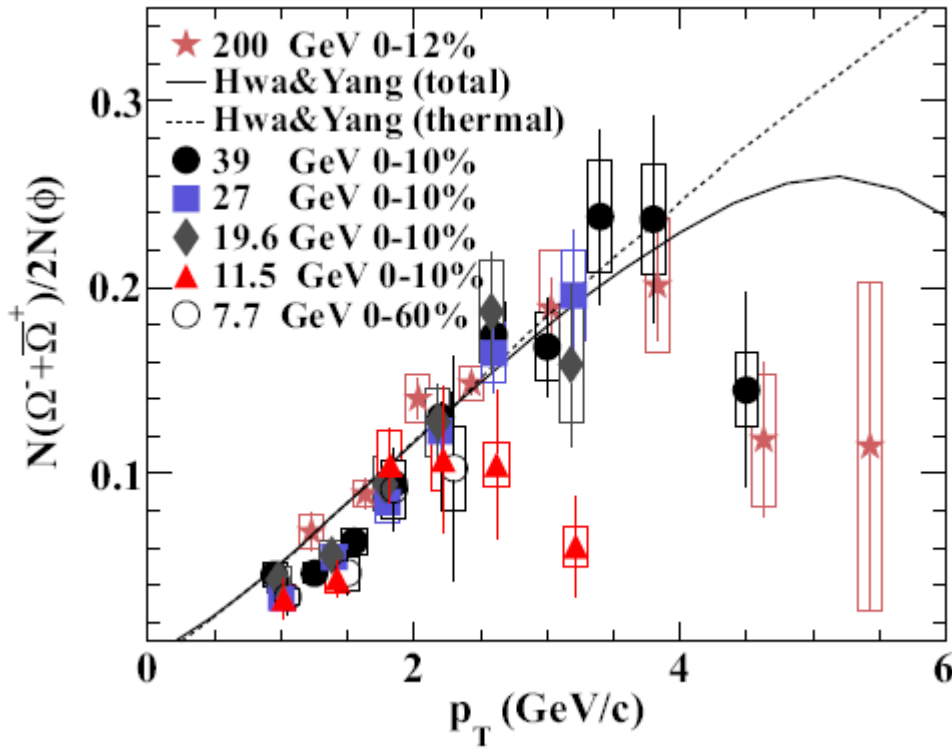 200 GeV 0-12%
Hwa&Yang (total)
Hwa&Yang (thermal)
39 GeV 0-10%
27 GeV 0-10%
19.6 GeV 0-10%
11.5 GeV 0-10%
7.7 GeV 0-60%
N(Ω⁻+Ω̅⁺)/2N(ϕ)
0.3
0.2
0.1
0 2 4 6
p_T (GeV/c)